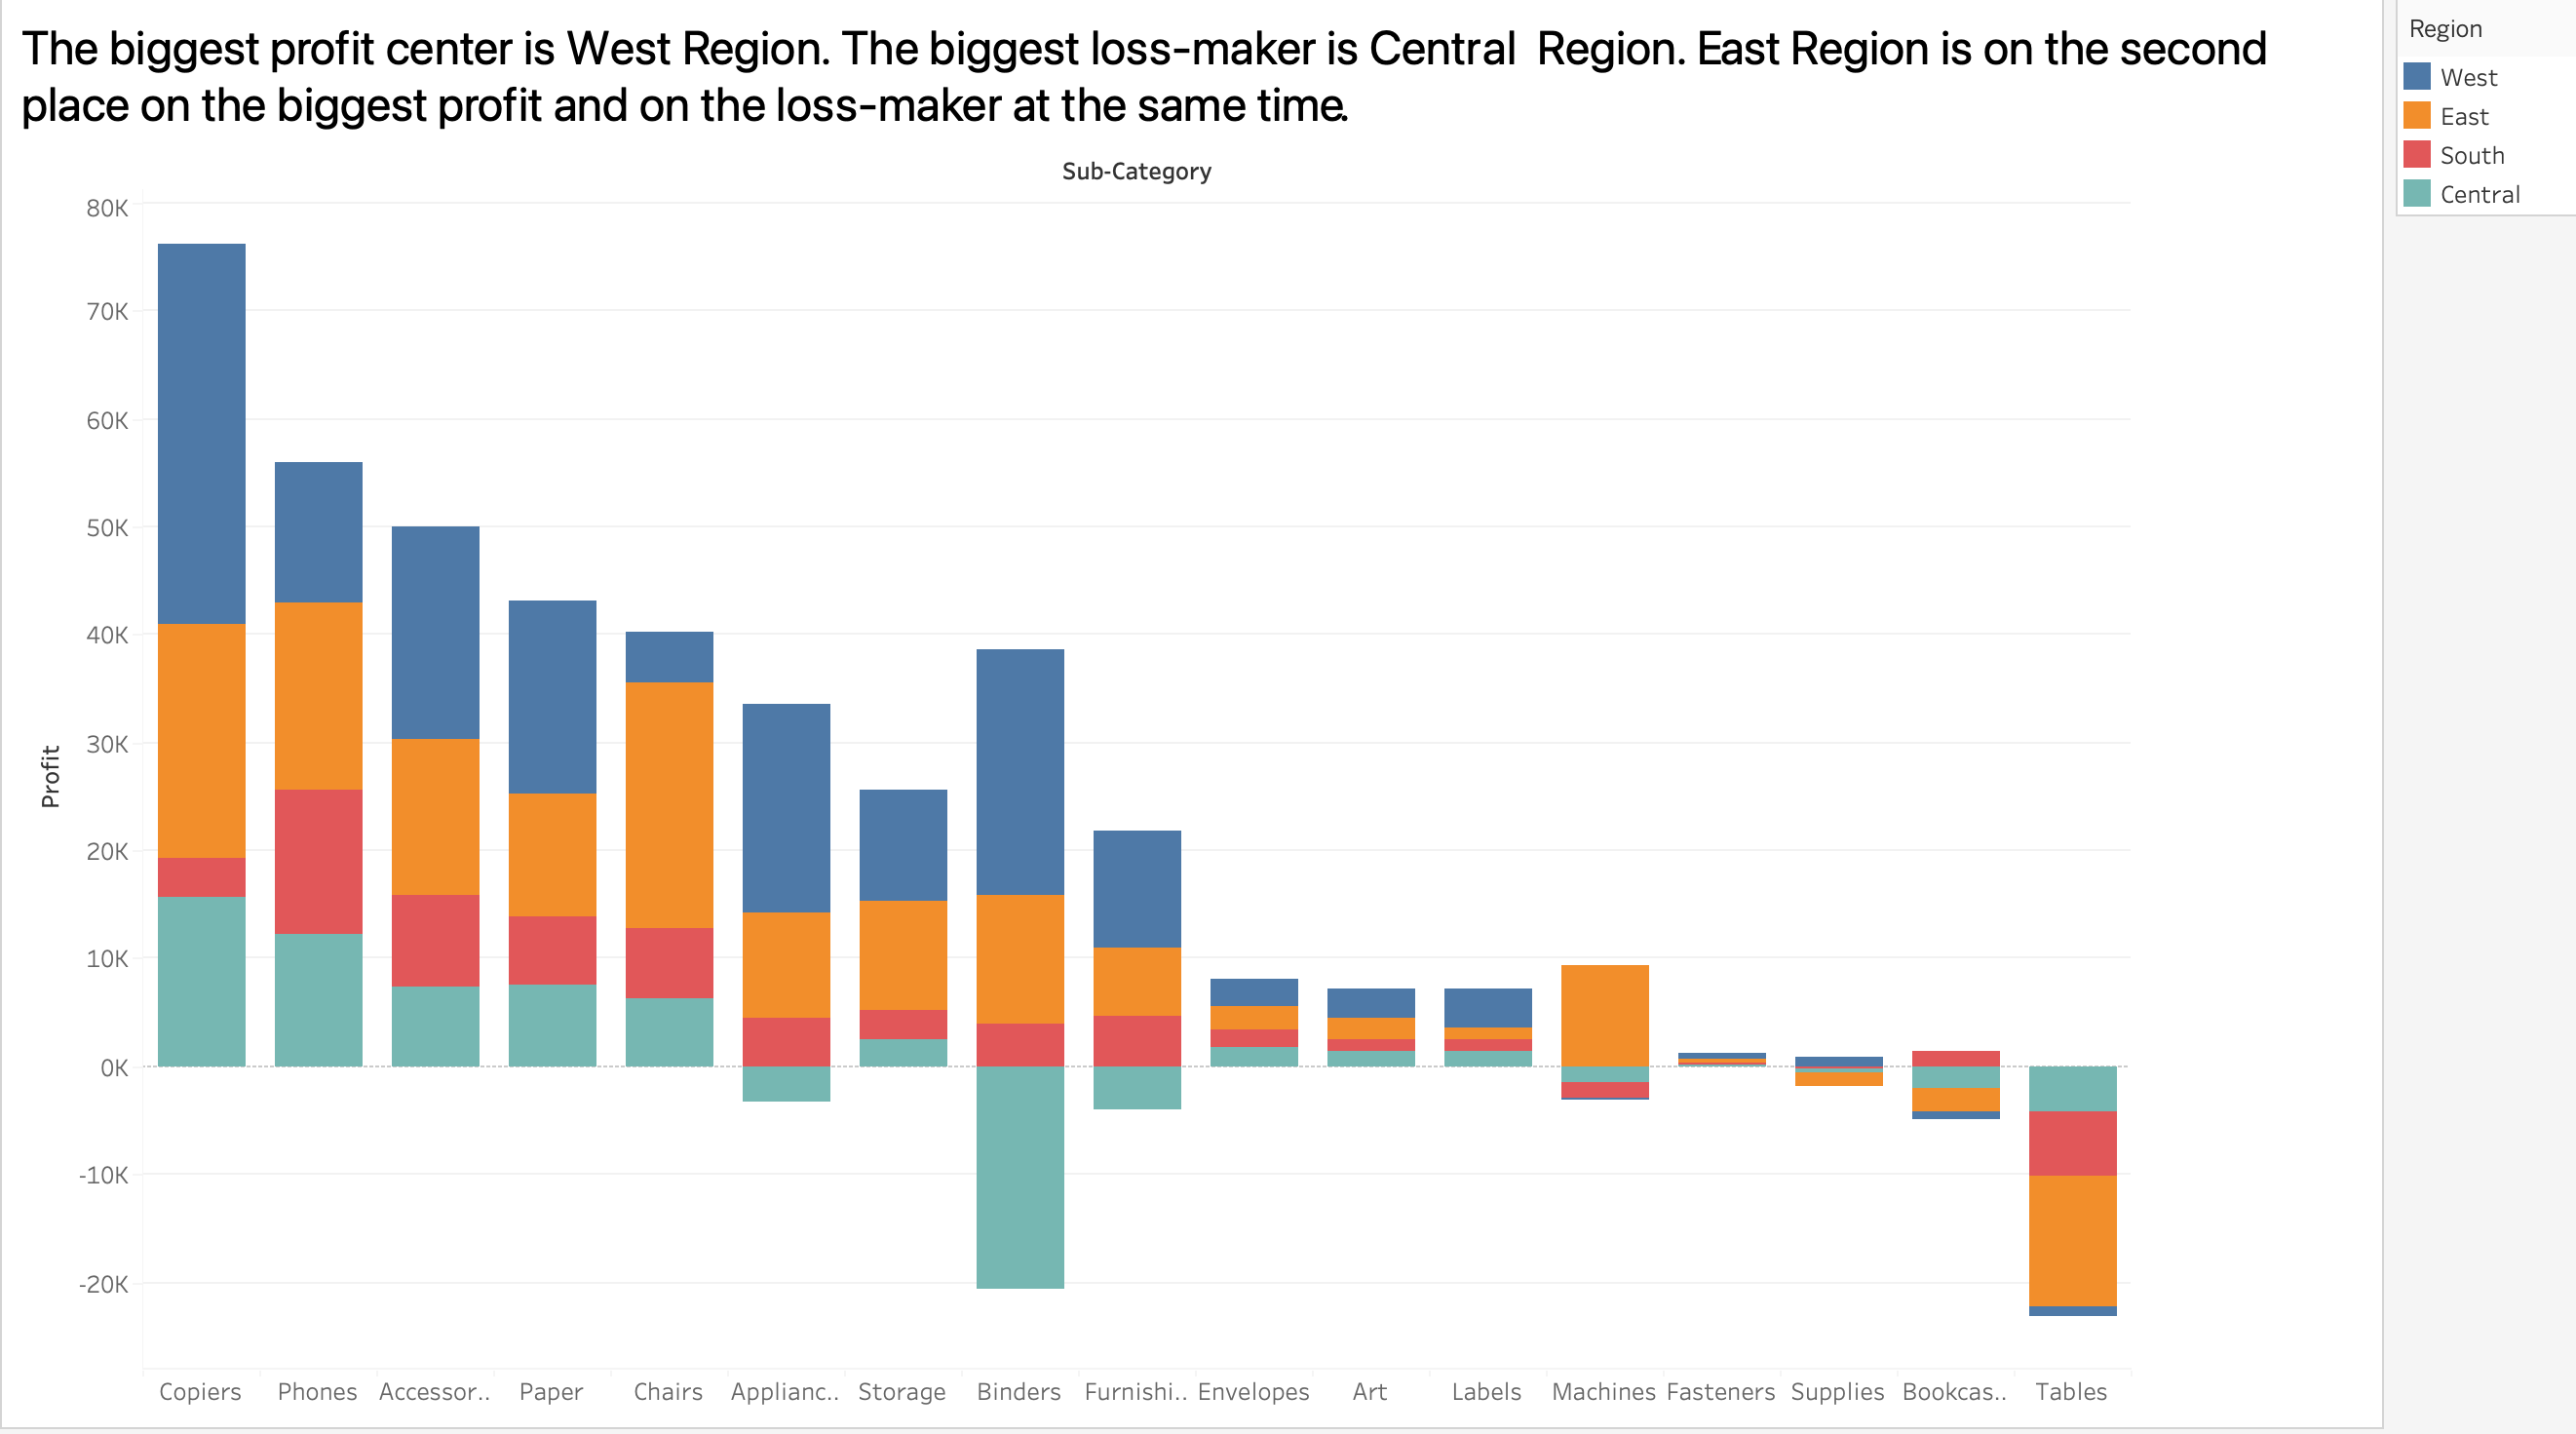 The biggest profit center is West Region. The biggest loss-maker is Central  Region. East Region is on the second
place on the biggest profit and on the loss-maker at the same time.
Region
West
East
South
Central
Sub-Category
80K
70K
60K
50K
40K
30K
20K
10K
0K
-10K
-20K
Profit
Copiers
Phones
Accessor..
Paper
Chairs
Applianc..
Storage
Binders
Furnishi..
Envelopes
Art
Labels
Machines
Fasteners
Supplies
Bookcas..
Tables